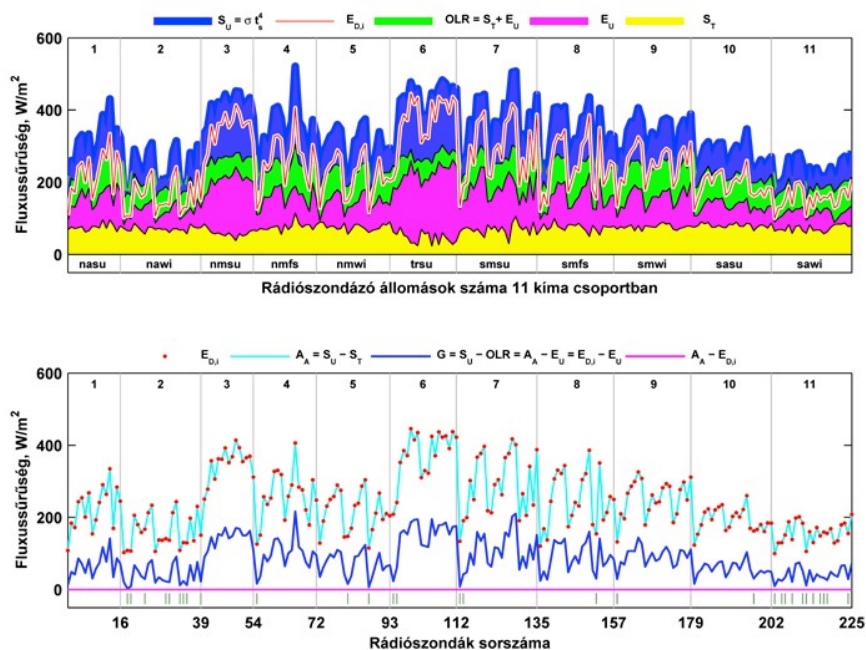 S_U = σ t_s^4 E_D,i OLR = S_T + E_U E_U S_T
600
400
200
0
Fluxussűrűség, W/m²
1 2 3 4 5 6 7 8 9 10 11
nasu nawi nmsu nmfs nmwi trsu smsu smfs smwi sasu sawi
Rádiószondázó állomások száma 11 kíma csoportban
E_D,i A_A = S_U − S_T G = S_U − OLR = A_A − E_U = E_D,i − E_U A_A − E_D,i
600
400
200
0
Fluxussűrűség, W/m²
1 2 3 4 5 6 7 8 9 10 11
16 39 54 72 93 112 135 157 179 202 225
Rádiószondák sorszáma